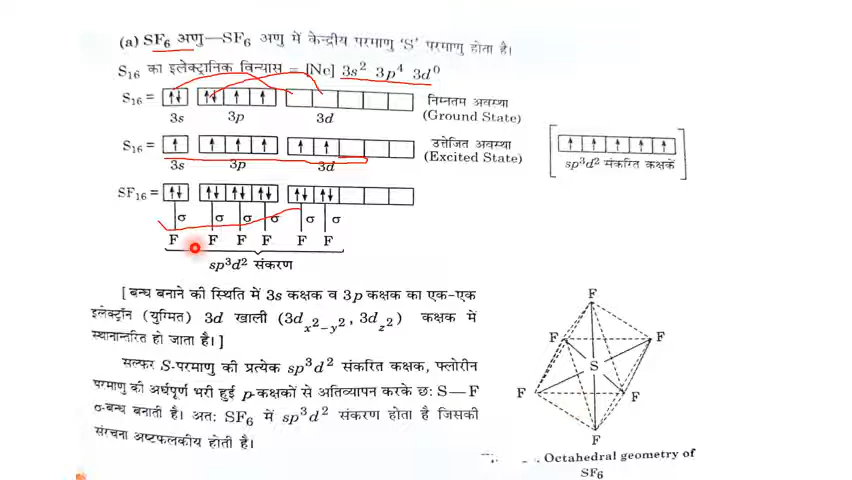 (a) SF₆ अणु—SF₆ अणु में केन्द्रीय परमाणु ‘S’ परमाणु होता है।
S₁₆ का इलेक्ट्रानिक विन्यास = [Ne] 3s² 3p⁴ 3d⁰
S₁₆ = ↑↓ ↑↓ ↑ ↑ निम्नतम अवस्था
3s 3p 3d (Ground State)
S₁₆ = ↑ ↑ ↑ ↑ ↑ ↑ उत्तेजित अवस्था
3s 3p 3d (Excited State)
↑ ↑ ↑ ↑ ↑
sp³d² संकरित कक्षकें
SF₁₆ = ↑↓ ↑↓ ↑↓ ↑↓ ↑↓ ↑↓
σ σ σ σ σ σ
F F F F F F
sp³d² संकरण
[ बन्ध बनाने की स्थिति में 3s कक्षक व 3p कक्षक का एक-एक
इलेक्ट्रॉन (युग्मित) 3d खाली (3dₓ²₋ᵧ², 3d_z²) कक्षक में
स्थानान्तरित हो जाता है। ]
सल्फर S-परमाणु की प्रत्येक sp³d² संकरित कक्षक, फ्लोरीन
परमाणु की अर्धपूर्ण भरी हुई p-कक्षकों से अतिव्यापन करके छः S—F
σ-बन्ध बनाती है। अतः SF₆ में sp³d² संकरण होता है जिसकी
संरचना अष्टफलकीय होती है।
F
F F
S
F F
F
Octahedral geometry of
SF₆